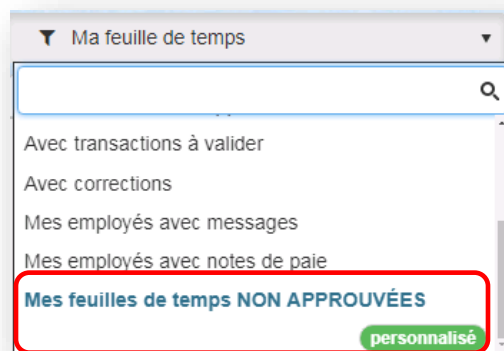 Ma feuille de temps
Avec transactions à valider
Avec corrections
Mes employés avec messages
Mes employés avec notes de paie
Mes feuilles de temps NON APPROUVÉES
personnalisé